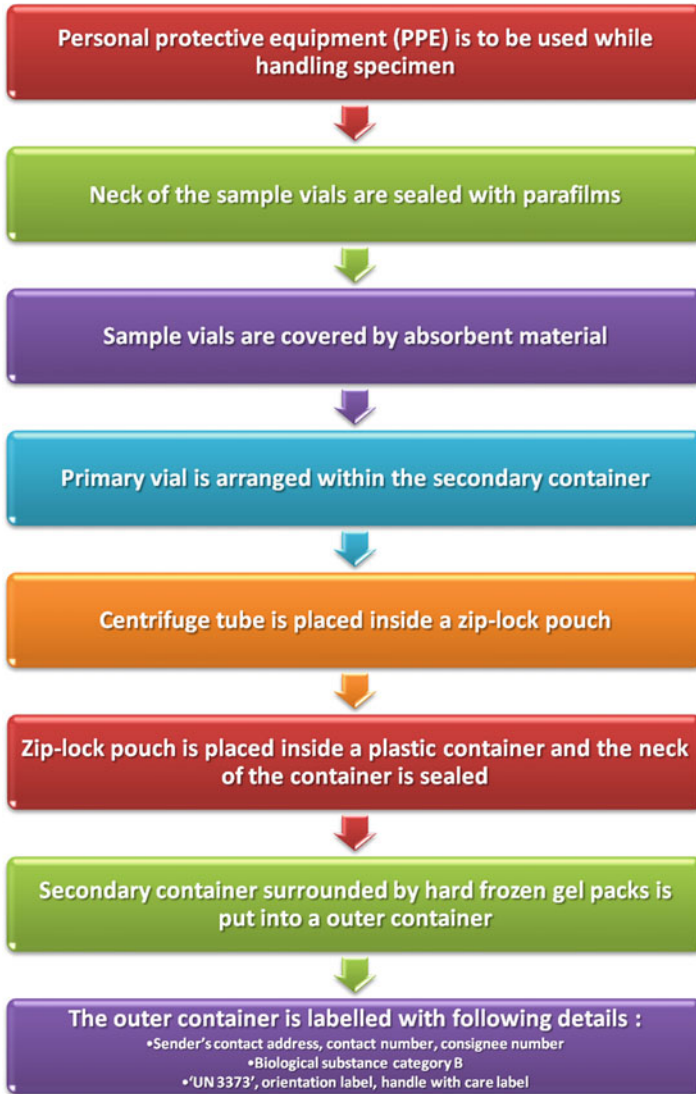 Personal protective equipment (PPE) is to be used while
handling specimen
Neck of the sample vials are sealed with parafilms
Sample vials are covered by absorbent material
Primary vial is arranged within the secondary container
Centrifuge tube is placed inside a zip-lock pouch
Zip-lock pouch is placed inside a plastic container and the neck
of the container is sealed
Secondary container surrounded by hard frozen gel packs is
put into a outer container
The outer container is labelled with following details :
•Sender's contact address, contact number, consignee number
•Biological substance category B
•'UN 3373', orientation label, handle with care label